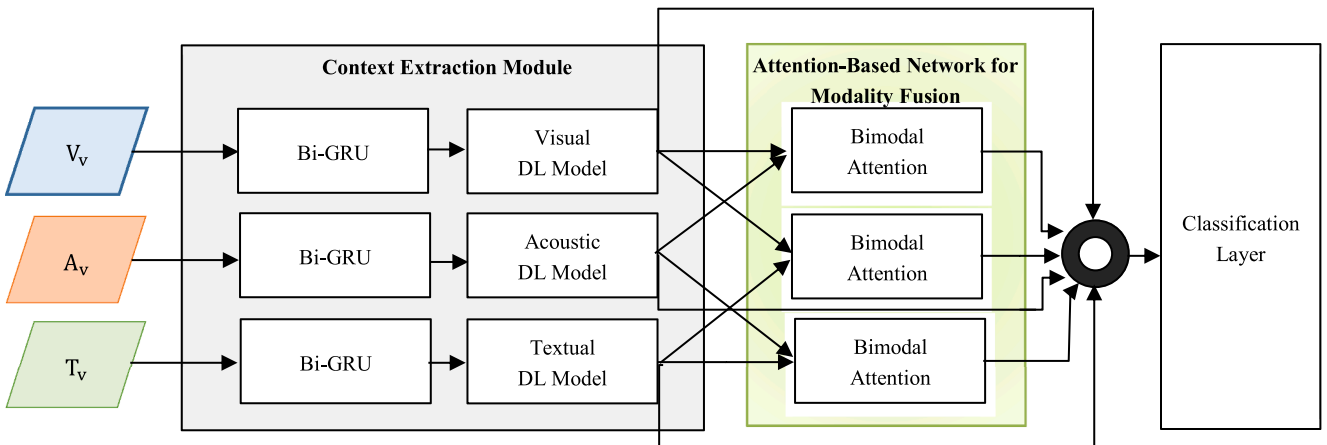 Context Extraction Module
Attention-Based Network for
Modality Fusion
Vv
Bi-GRU
Visual
DL Model
Bimodal
Attention
Av
Bi-GRU
Acoustic
DL Model
Bimodal
Attention
Classification
Layer
Tv
Bi-GRU
Textual
DL Model
Bimodal
Attention